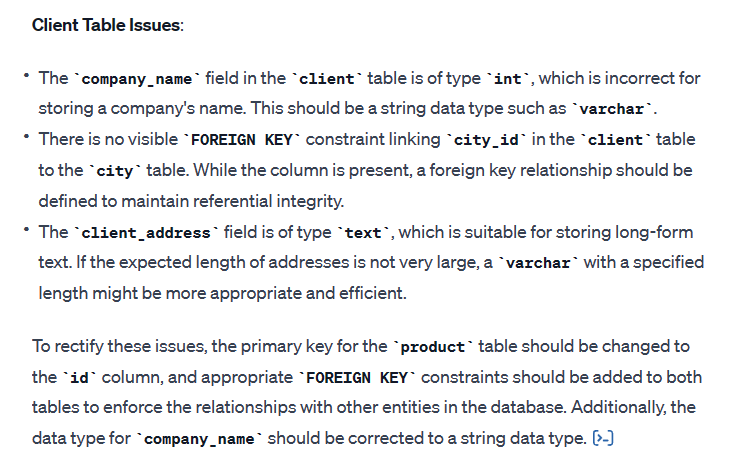 Client Table Issues:
• The `company_name` field in the `client` table is of type `int`, which is incorrect for
storing a company's name. This should be a string data type such as `varchar`.
• There is no visible `FOREIGN KEY` constraint linking `city_id` in the `client` table
to the `city` table. While the column is present, a foreign key relationship should be
defined to maintain referential integrity.
• The `client_address` field is of type `text`, which is suitable for storing long-form
text. If the expected length of addresses is not very large, a `varchar` with a specified
length might be more appropriate and efficient.
To rectify these issues, the primary key for the `product` table should be changed to
the `id` column, and appropriate `FOREIGN KEY` constraints should be added to both
tables to enforce the relationships with other entities in the database. Additionally, the
data type for `company_name` should be corrected to a string data type. [>-]